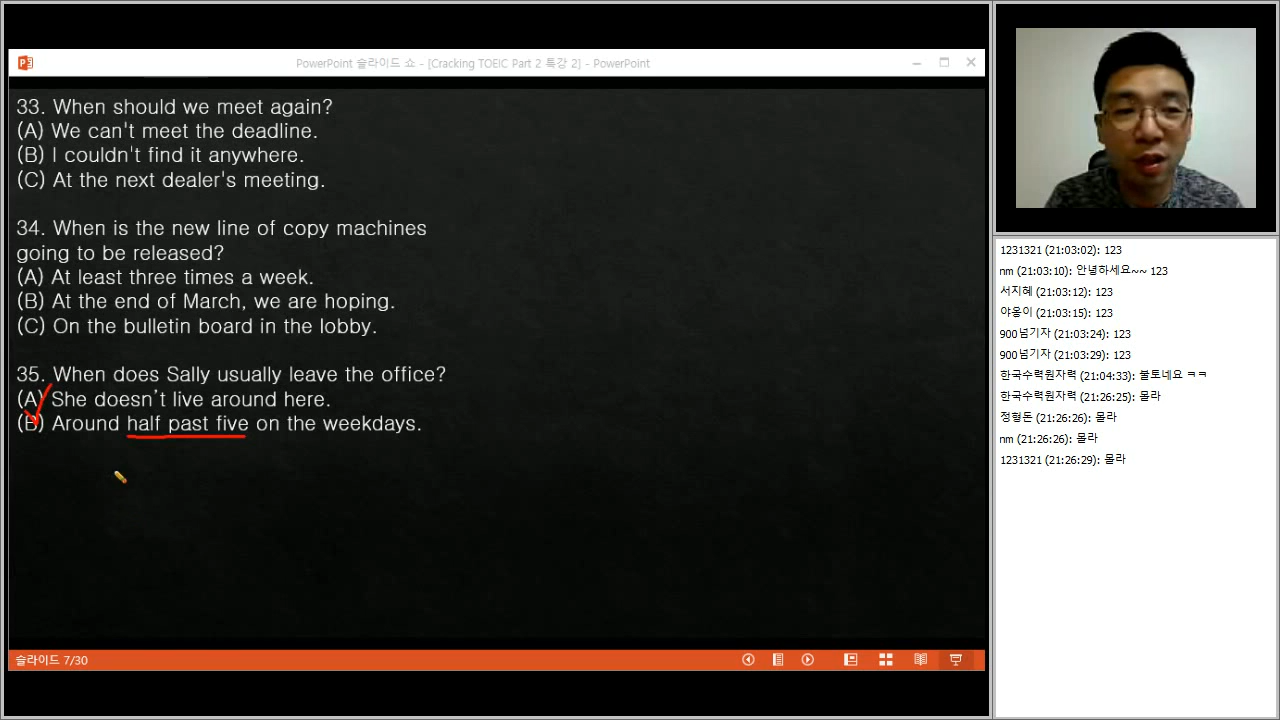 PowerPoint 슬라이드 쇼 - [Cracking TOEIC Part 2 특강 2] - PowerPoint
33. When should we meet again?
(A) We can't meet the deadline.
(B) I couldn't find it anywhere.
(C) At the next dealer's meeting.
34. When is the new line of copy machines
going to be released?
(A) At least three times a week.
(B) At the end of March, we are hoping.
(C) On the bulletin board in the lobby.
35. When does Sally usually leave the office?
(A) She doesn't live around here.
(B) Around half past five on the weekdays.
슬라이드 7/30
1231321 (21:03:02): 123
nm (21:03:10): 안녕하세요~~ 123
서지혜 (21:03:12): 123
야옹이 (21:03:15): 123
900넘기자 (21:03:24): 123
900넘기자 (21:03:29): 123
한국수력원자력 (21:04:33): 불토네요 ㅋㅋ
한국수력원자력 (21:26:25): 몰라
정형돈 (21:26:26): 몰라
nm (21:26:26): 몰라
1231321 (21:26:29): 몰라